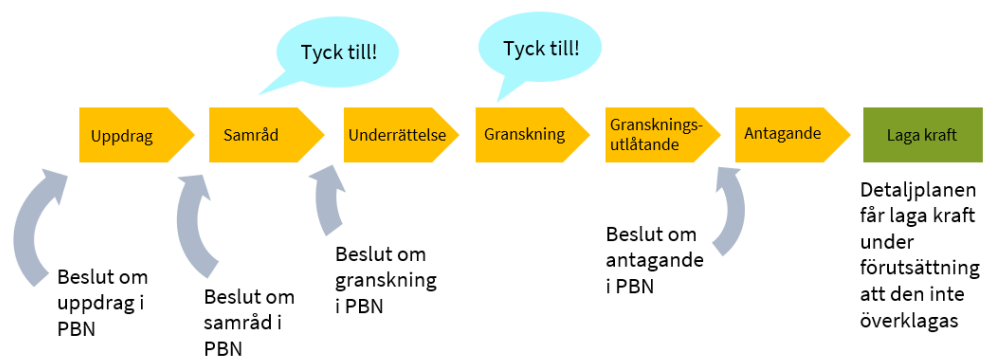 Tyck till!
Tyck till!
Uppdrag
Samråd
Underrättelse
Granskning
Gransknings-
utlåtande
Antagande
Laga kraft
Beslut om
uppdrag i
PBN
Beslut om
samråd i
PBN
Beslut om
granskning
i PBN
Beslut om
antagande
i PBN
Detaljplanen
får laga kraft
under
förutsättning
att den inte
överklagas